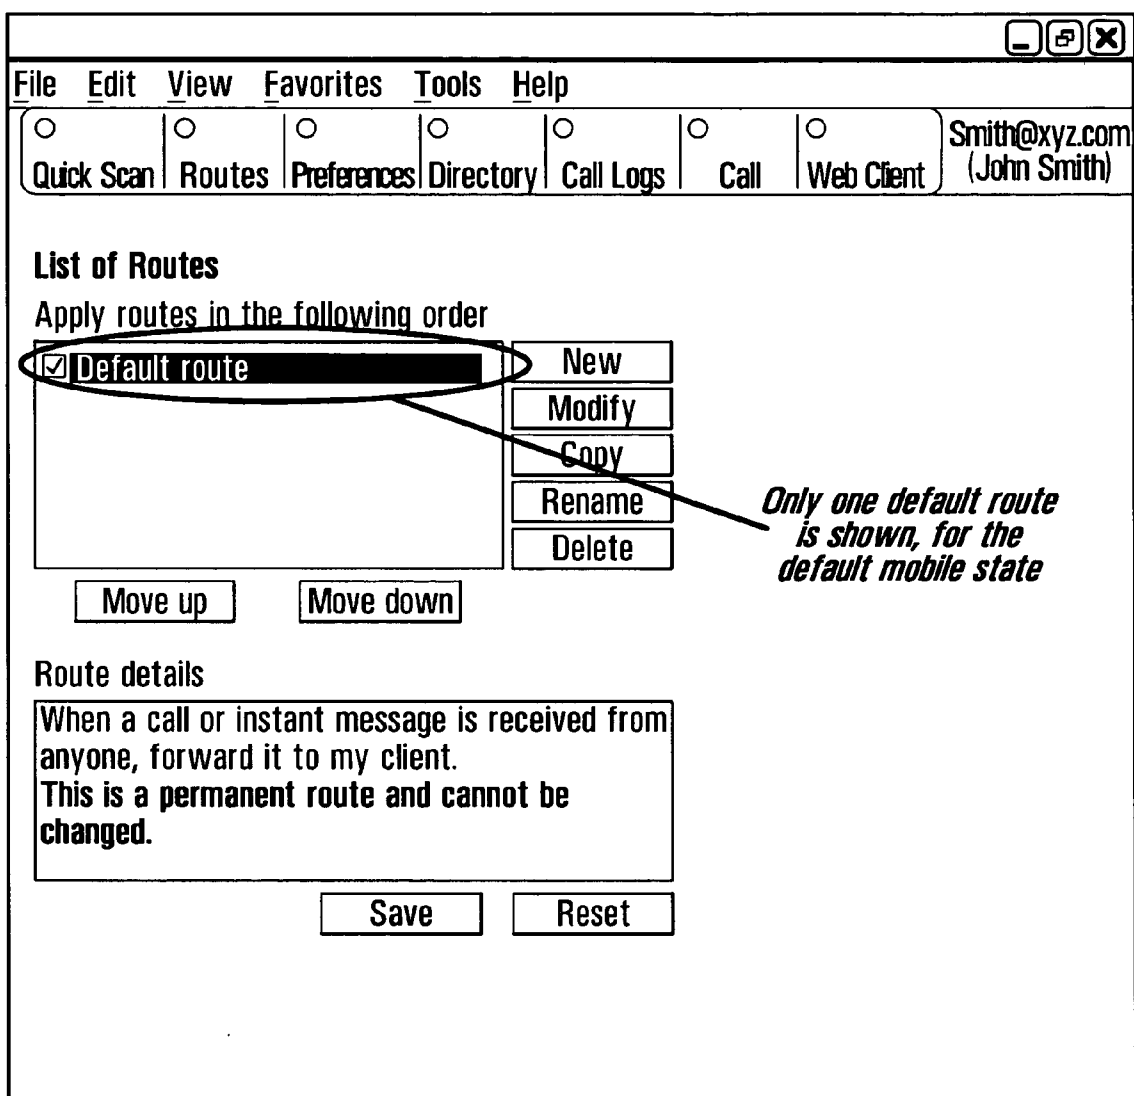 File Edit View Favorites Tools Help
Quick Scan Routes Preferences Directory Call Logs Call Web Client
Smith@xyz.com
(John Smith)
List of Routes
Apply routes in the following order
Default route
New
Modify
Copy
Rename
Delete
Only one default route
is shown, for the
default mobile state
Move up Move down
Route details
When a call or instant message is received from
anyone, forward it to my client.
This is a permanent route and cannot be
changed.
Save Reset